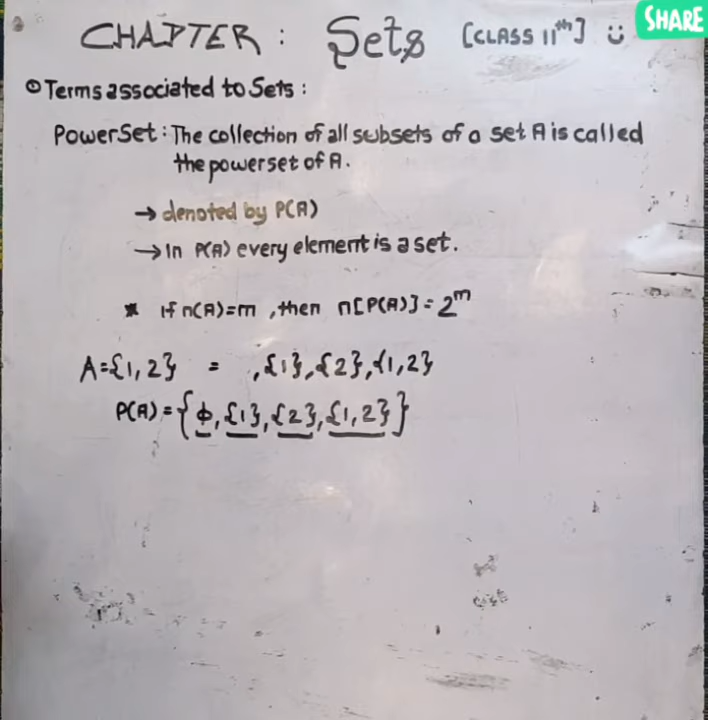 CHAPTER : Sets [CLASS 11th] ü
SHARE
⊙ Terms associated to Sets :
PowerSet : The collection of all subsets of a set A is called
the powerset of A.
→ denoted by P(A)
→ In P(A) every element is a set.
* if n(A)=m , then n[P(A)] = 2^m
A={1,2} = , {1}, {2}, {1,2}
P(A) = {ϕ, {1}, {2}, {1,2}}